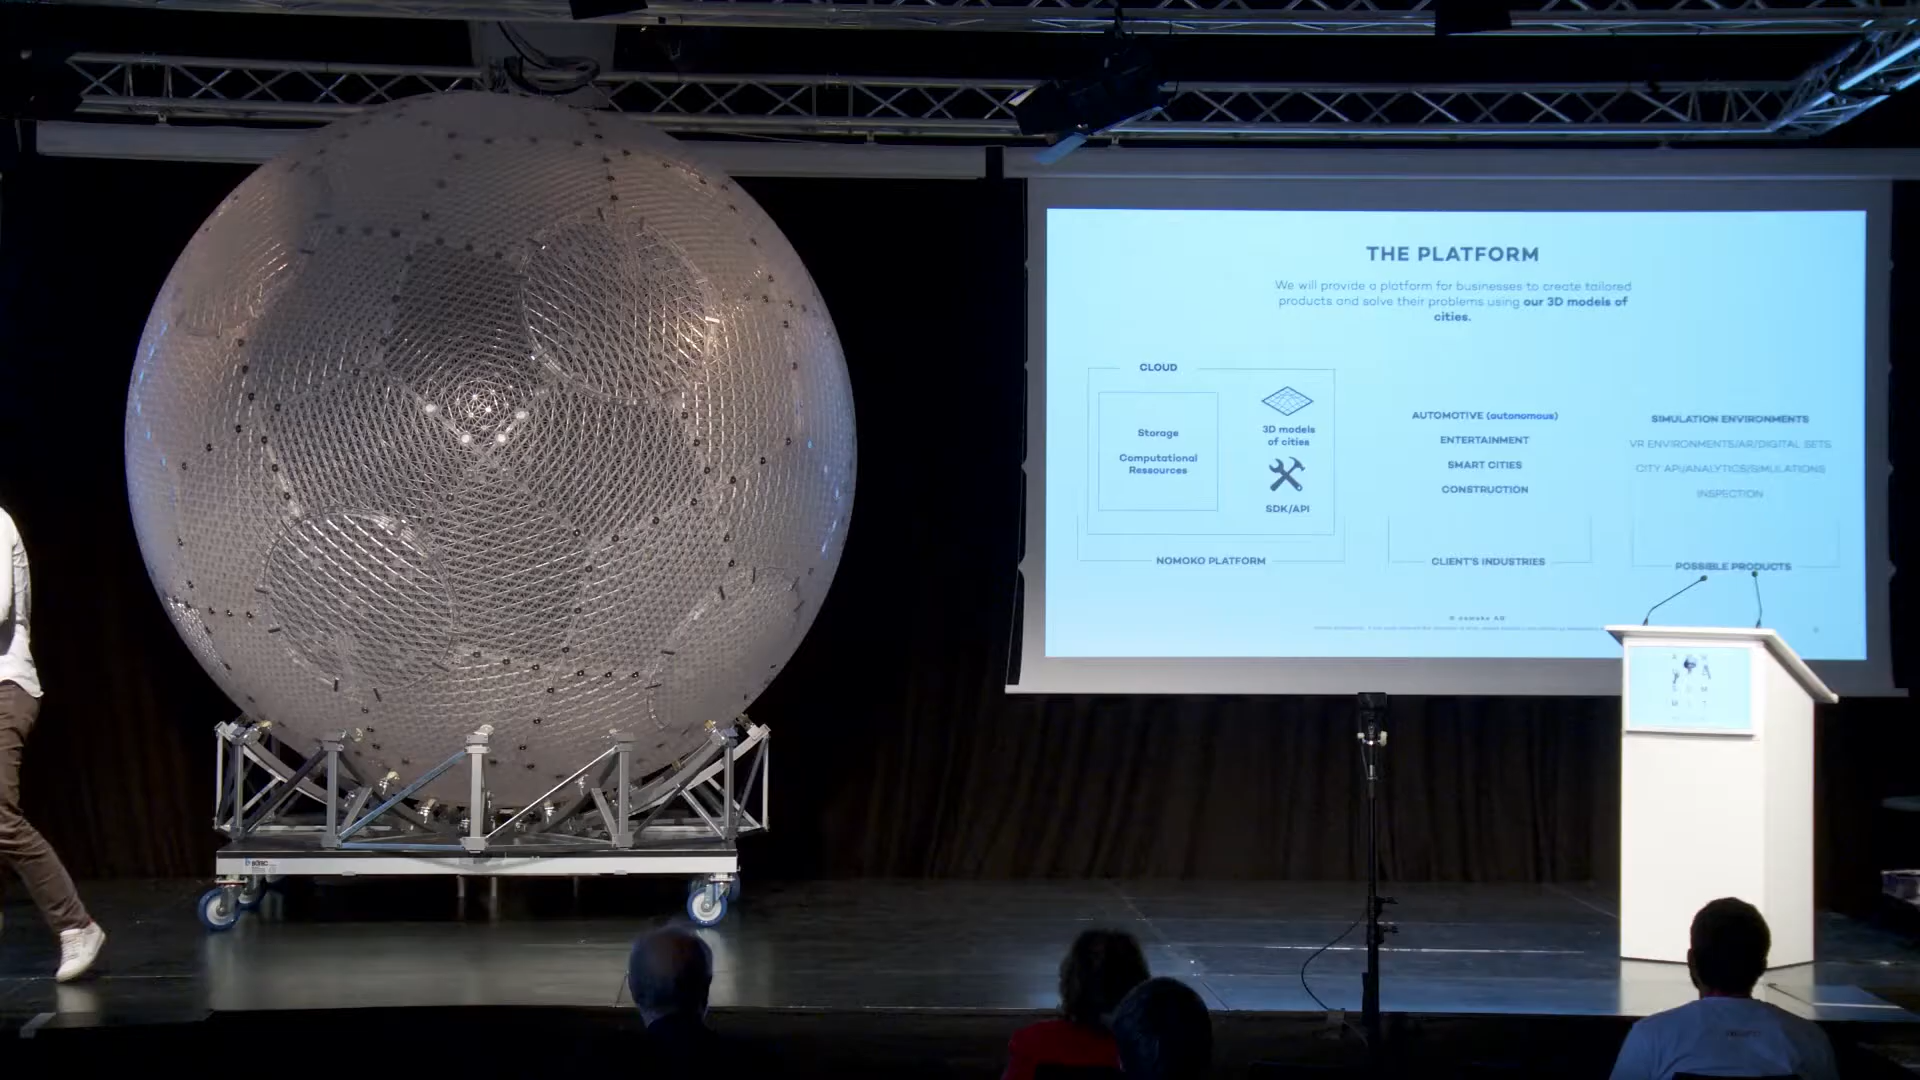 THE PLATFORM
We will provide a platform for businesses to create tailored
products and solve their problems using our 3D models of
cities.
CLOUD
Storage
Computational
Ressources
3D models
of cities
SDK/API
NOMOKO PLATFORM
AUTOMOTIVE (autonomous)
ENTERTAINMENT
SMART CITIES
CONSTRUCTION
CLIENT'S INDUSTRIES
SIMULATION ENVIRONMENTS
VR ENVIRONMENTS/AR/DIGITAL SETS
CITY API/ANALYTICS/SIMULATIONS
INSPECTION
POSSIBLE PRODUCTS
© nomoko AG